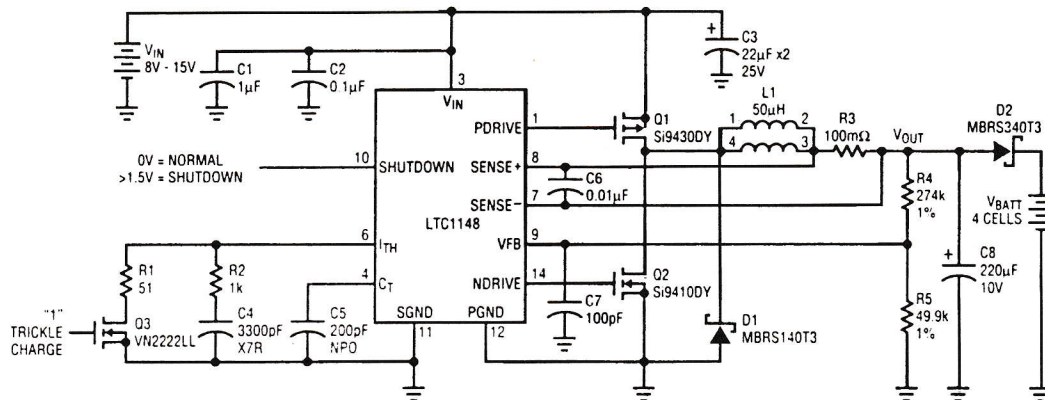 VIN
8V - 15V
C1
1µF
C2
0.1µF
3
VIN
C3
22µF x2
25V
PDRIVE
1
Q1
Si9430DY
L1
50µH
1
2
4
3
R3
100mΩ
VOUT
D2
MBRS340T3
0V = NORMAL
>1.5V = SHUTDOWN
10
SHUTDOWN
SENSE+
8
C6
0.01µF
SENSE−
7
R4
274k
1%
VBATT
4 CELLS
LTC1148
6
ITH
VFB
9
R1
51
R2
1k
4
CT
NDRIVE
14
Q2
Si9410DY
C8
220µF
10V
"1"
TRICKLE
CHARGE
Q3
VN2222LL
C4
3300pF
X7R
C5
200pF
NPO
SGND
11
PGND
12
C7
100pF
D1
MBRS140T3
R5
49.9k
1%